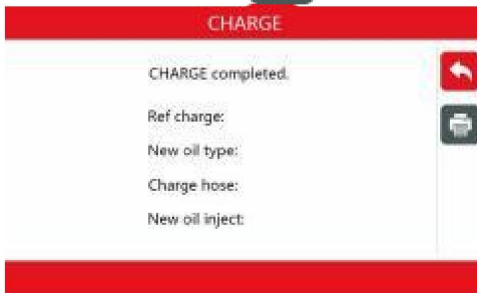 CHARGE
CHARGE completed.
Ref charge:
New oil type:
Charge hose:
New oil inject: